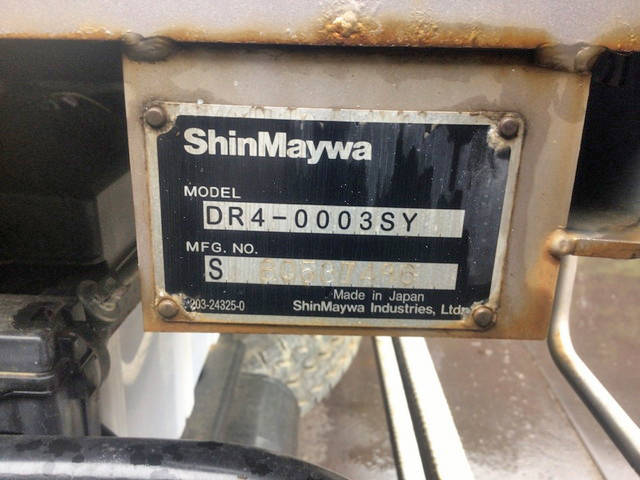 ShinMaywa
MODEL
DR4-0003SY
MFG. NO.
S
Made in Japan
203-24325-0
ShinMaywa Industries, Ltd.